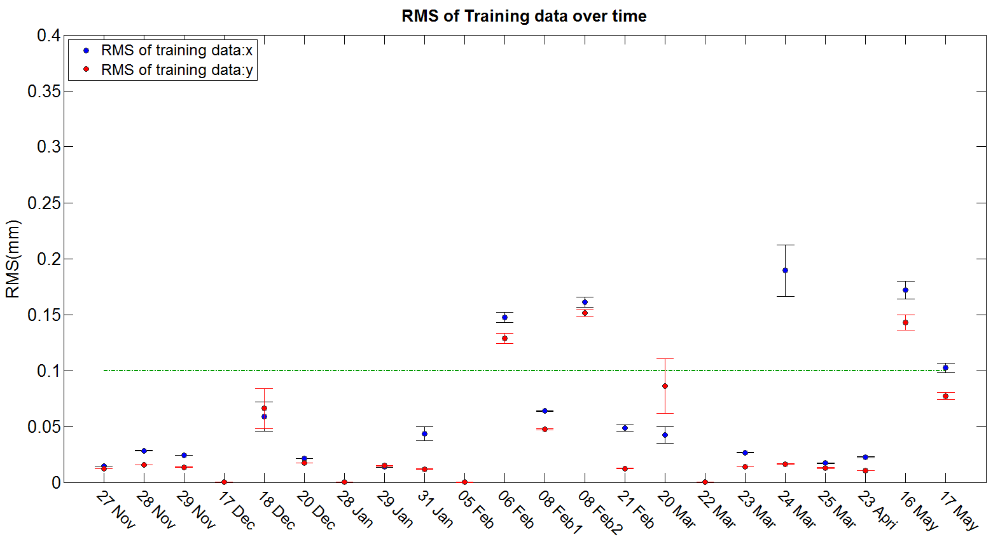 RMS of Training data over time
RMS of training data:x
RMS of training data:y
RMS(mm)
0.4
0.35
0.3
0.25
0.2
0.15
0.1
0.05
0
27 Nov
28 Nov
29 Nov
17 Dec
18 Dec
20 Dec
28 Jan
29 Jan
31 Jan
05 Feb
06 Feb
08 Feb1
08 Feb2
21 Feb
20 Mar
22 Mar
23 Mar
24 Mar
25 Mar
23 Apri
16 May
17 May